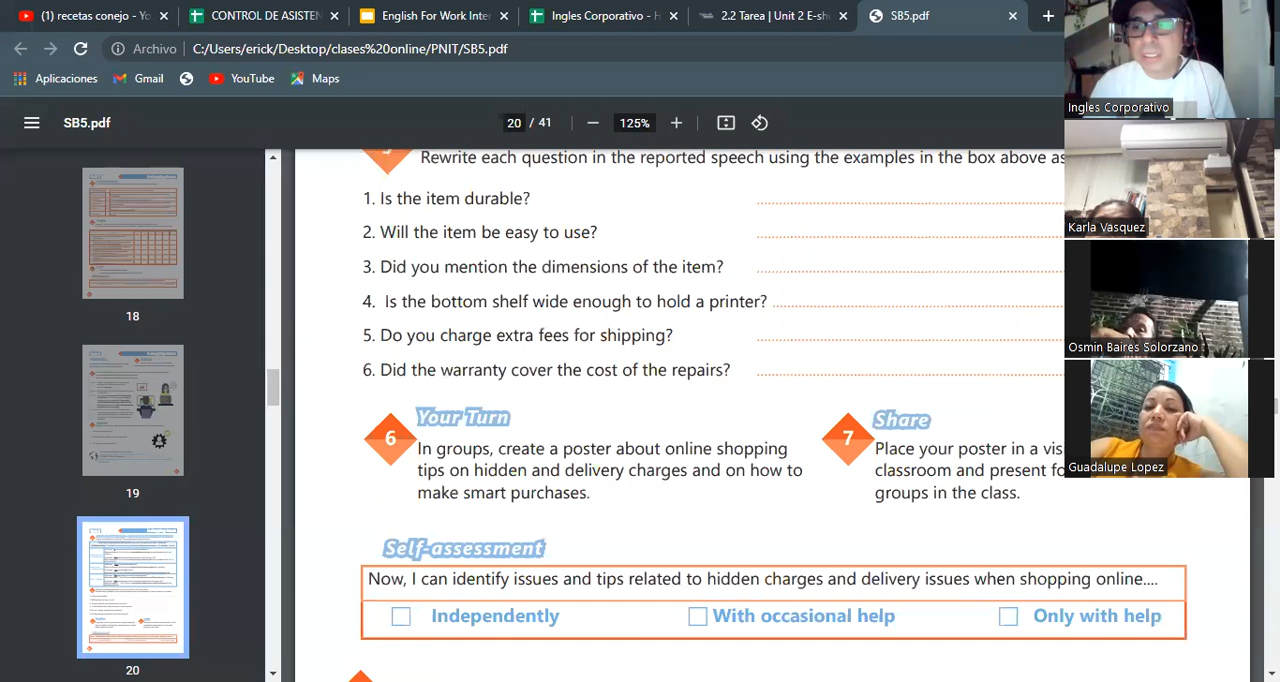 (1) recetas conejo - Yo
CONTROL DE ASISTEN
English For Work Inte
Ingles Corporativo - H
2.2 Tarea | Unit 2 E-sh
SB5.pdf
Archivo
C:/Users/erick/Desktop/clases%20online/PNIT/SB5.pdf
Aplicaciones
Gmail
YouTube
Maps
SB5.pdf
20 / 41
125%
18
19
20
Rewrite each question in the reported speech using the examples in the box above as
1. Is the item durable?
2. Will the item be easy to use?
3. Did you mention the dimensions of the item?
4. Is the bottom shelf wide enough to hold a printer?
5. Do you charge extra fees for shipping?
6. Did the warranty cover the cost of the repairs?
6
Your Turn
In groups, create a poster about online shopping
tips on hidden and delivery charges and on how to
make smart purchases.
7
Share
Place your poster in a vis
classroom and present fo
groups in the class.
Self-assessment
Now, I can identify issues and tips related to hidden charges and delivery issues when shopping online....
Independently
With occasional help
Only with help
Ingles Corporativo
Karla Vasquez
Osmin Baires Solorzano
Guadalupe Lopez